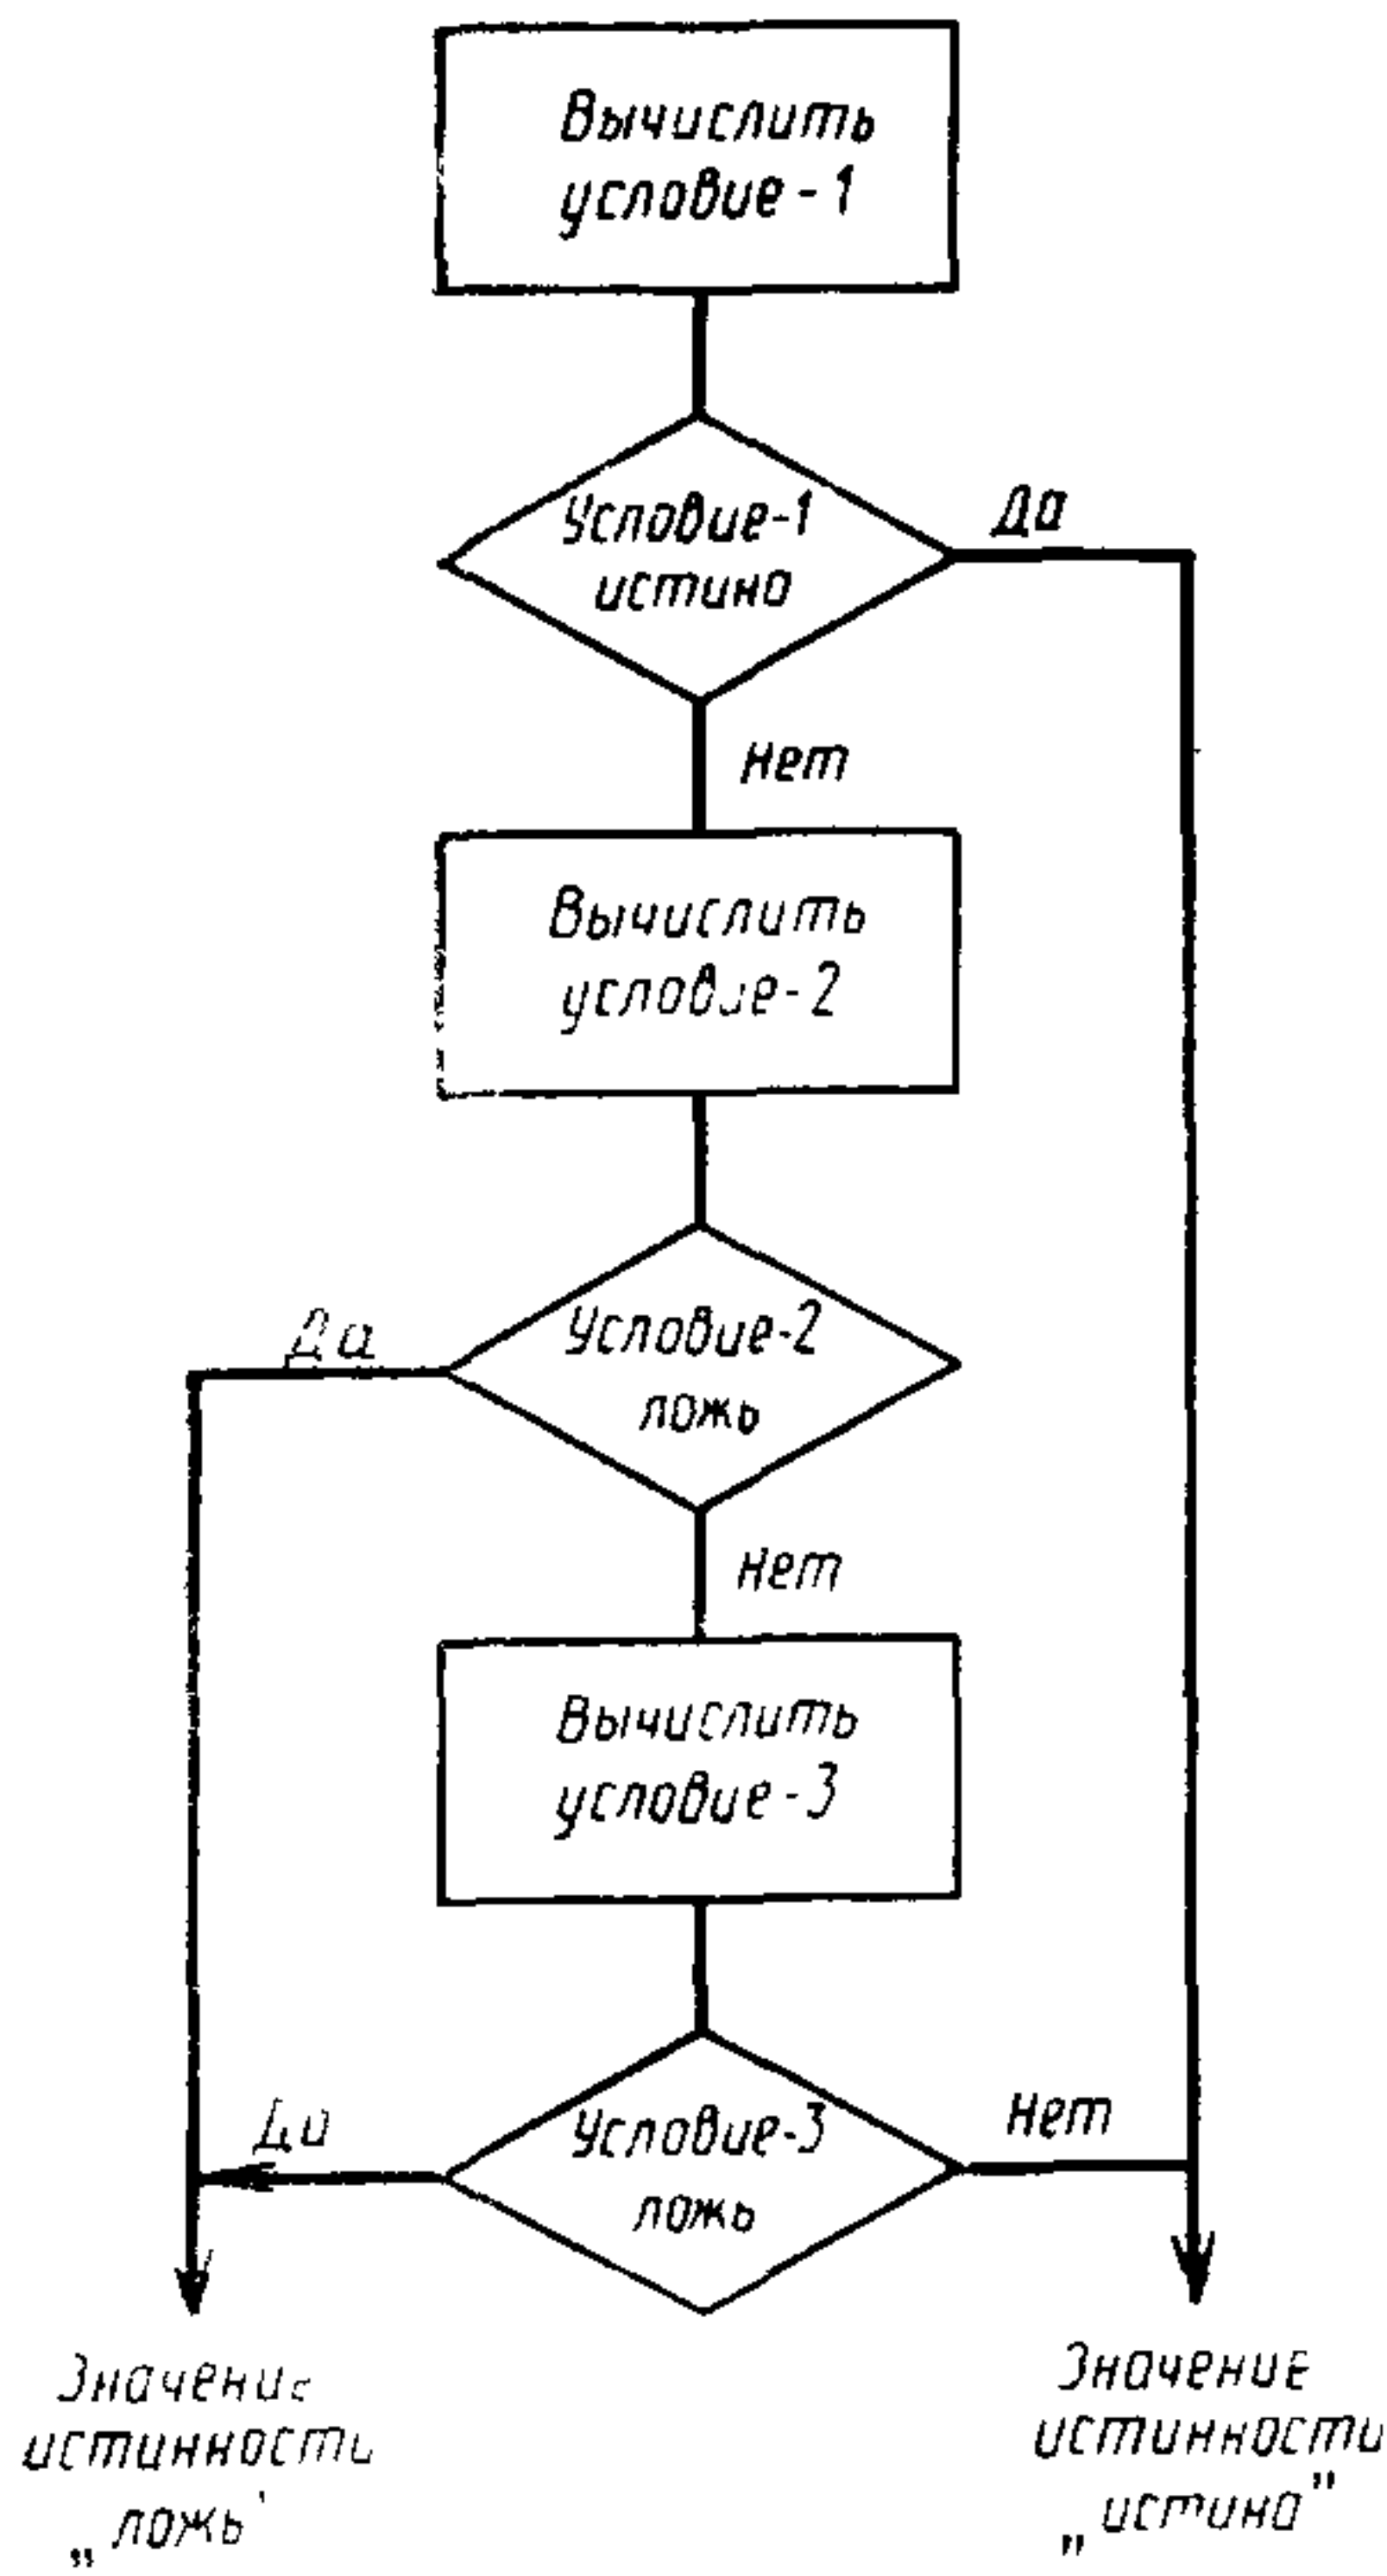 Вычислить
условие-1
Условие-1
истина
Да
нет
Вычислить
условие-2
Да
Условие-2
ложь
нет
Вычислить
условие-3
Да
Условие-3
ложь
Нет
Значение
истинности
„ложь"
Значение
истинности
„истина"